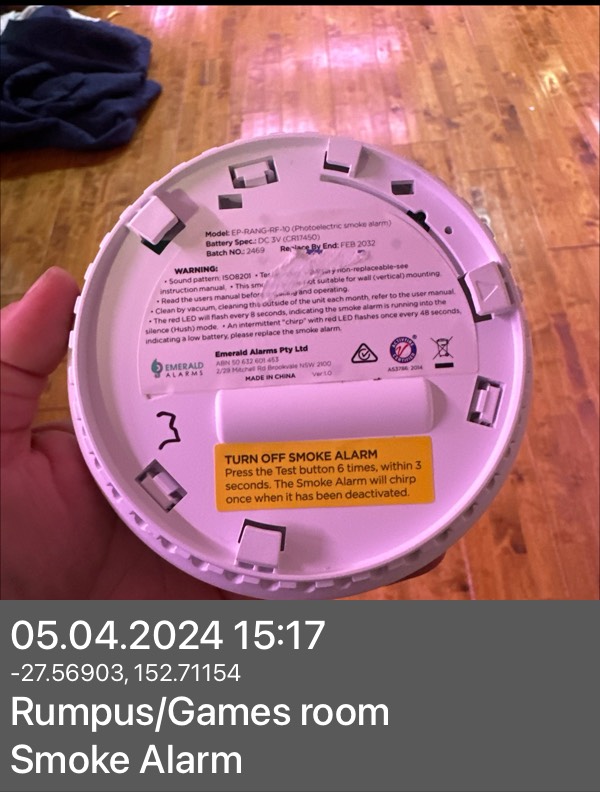 Model: EP-RANG-RF-10 (Photoelectric smoke alarm)
Battery Spec.: DC 3V (CR17450)
Batch NO.: 2469 Replace By End: FEB 2032
WARNING:
• Sound pattern: ISO8201 • non-replaceable-see
instruction manual. • This not suitable for wall (vertical) mounting.
• Read the users manual before and operating.
• Clean by vacuum, cleaning the outside of the unit each month, refer to the user manual.
• The red LED will flash every 8 seconds, indicating the smoke alarm is running into the
silence (Hush) mode. • An intermittent "chirp" with red LED flashes once every 48 seconds,
indicating a low battery, please replace the smoke alarm.
EMERALD
ALARMS
Emerald Alarms Pty Ltd
ABN 50 632 601 453
2/28 Mitchell Rd Brookvale NSW 2100
MADE IN CHINA Ver 1.0
AS3786: 2014
TURN OFF SMOKE ALARM
Press the Test button 6 times, within 3
seconds. The Smoke Alarm will chirp
once when it has been deactivated.
05.04.2024 15:17
-27.56903, 152.71154
Rumpus/Games room
Smoke Alarm